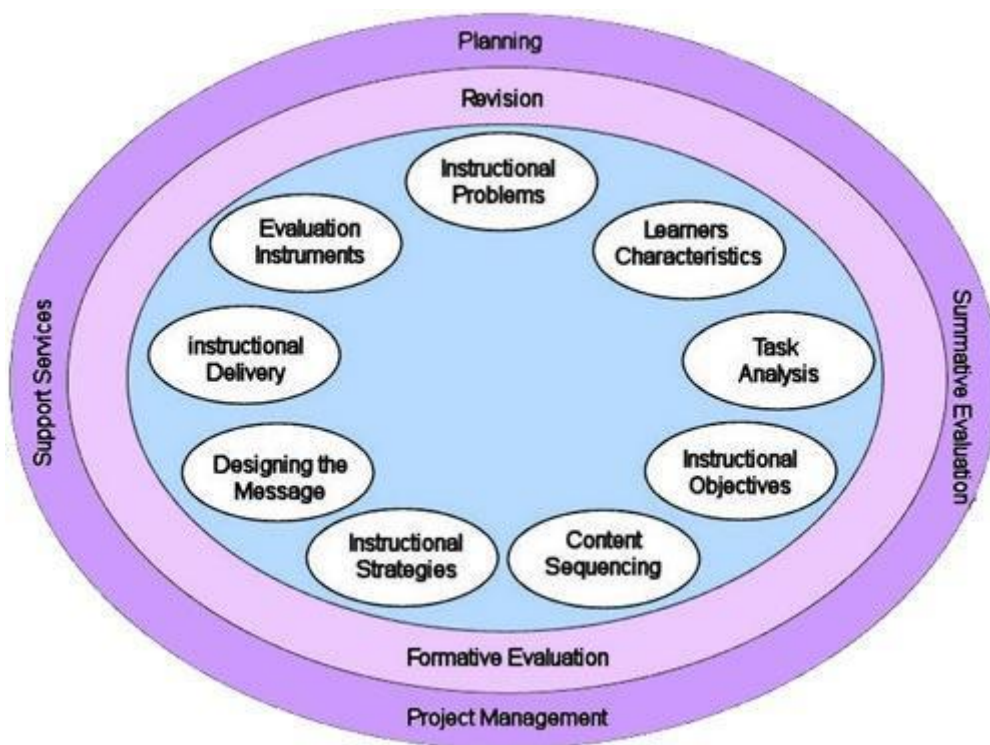 Planning
Revision
Instructional
Problems
Learners
Characteristics
Task
Analysis
Instructional
Objectives
Content
Sequencing
Instructional
Strategies
Designing the
Message
instructional
Delivery
Evaluation
Instruments
Support Services
Summative Evaluation
Formative Evaluation
Project Management